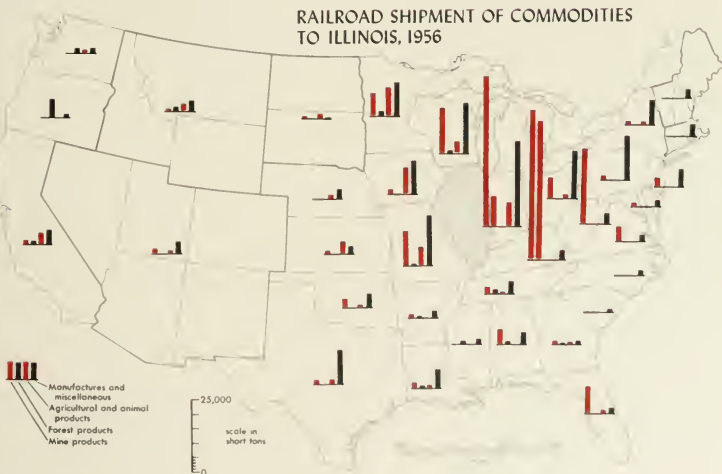 RAILROAD SHIPMENT OF COMMODITIES
TO ILLINOIS, 1956
Manufactures and
miscellaneous
Agricultural and animal
products
Forest products
Mine products
25,000
scale in
short tons
0